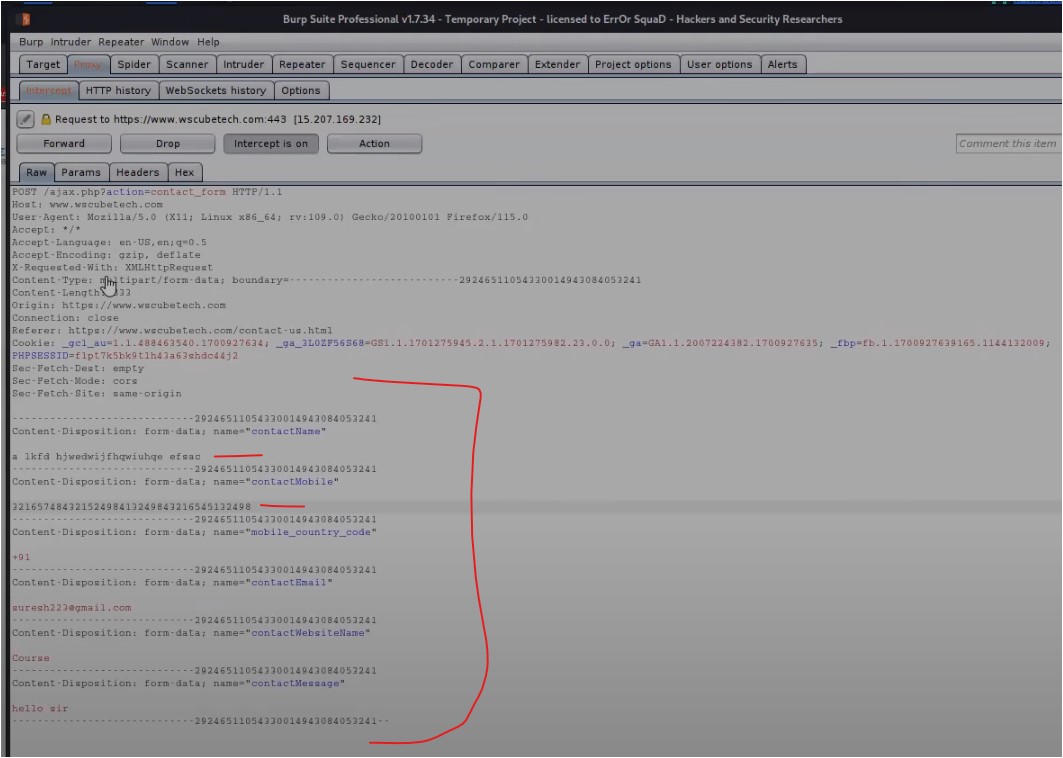 Burp Suite Professional v1.7.34 - Temporary Project - licensed to ErrOr SquaD - Hackers and Security Researchers
Burp Intruder Repeater Window Help
Target Proxy Spider Scanner Intruder Repeater Sequencer Decoder Comparer Extender Project options User options Alerts
Intercept HTTP history WebSockets history Options
Request to https://www.wscubetech.com:443 [15.207.169.232]
Forward Drop Intercept is on Action Comment this item
Raw Params Headers Hex
POST /ajax.php?action=contact_form HTTP/1.1
Host: www.wscubetech.com
User-Agent: Mozilla/5.0 (X11; Linux x86_64; rv:109.0) Gecko/20100101 Firefox/115.0
Accept: */*
Accept-Language: en-US,en;q=0.5
Accept-Encoding: gzip, deflate
X-Requested-With: XMLHttpRequest
Content-Type: multipart/form-data; boundary=---------------------------292465110543300149430840 53241
Content-Length: 
Origin: https://www.wscubetech.com
Connection: close
Referer: https://www.wscubetech.com/contact-us.html
Cookie: _gcl_au=1.1.488463540.1700927634; _ga_3L0ZF56S68=GS1.1.1701275945.2.1.1701275982.23.0.0; _ga=GA1.1.2007224382.1700927635; _fbp=fb.1.1700927639165.1144132009;
PHPSESSID=f1pt7k5bk9t1h43a63shdc44j2
Sec-Fetch-Dest: empty
Sec-Fetch-Mode: cors
Sec-Fetch-Site: same-origin
-----------------------------29246511054330014943084053241
Content-Disposition: form-data; name="contactName"
a lkfd hjwedwijfhqwiuhqe efsac
-----------------------------29246511054330014943084053241
Content-Disposition: form-data; name="contactMobile"
321657484321524984132498432165451 32498
-----------------------------29246511054330014943084053241
Content-Disposition: form-data; name="mobile_country_code"
+91
-----------------------------29246511054330014943084053241
Content-Disposition: form-data; name="contactEmail"
suresh223@gmail.com
-----------------------------29246511054330014943084053241
Content-Disposition: form-data; name="contactWebsiteName"
Course
-----------------------------29246511054330014943084053241
Content-Disposition: form-data; name="contactMessage"
hello sir
-----------------------------29246511054330014943084053241--